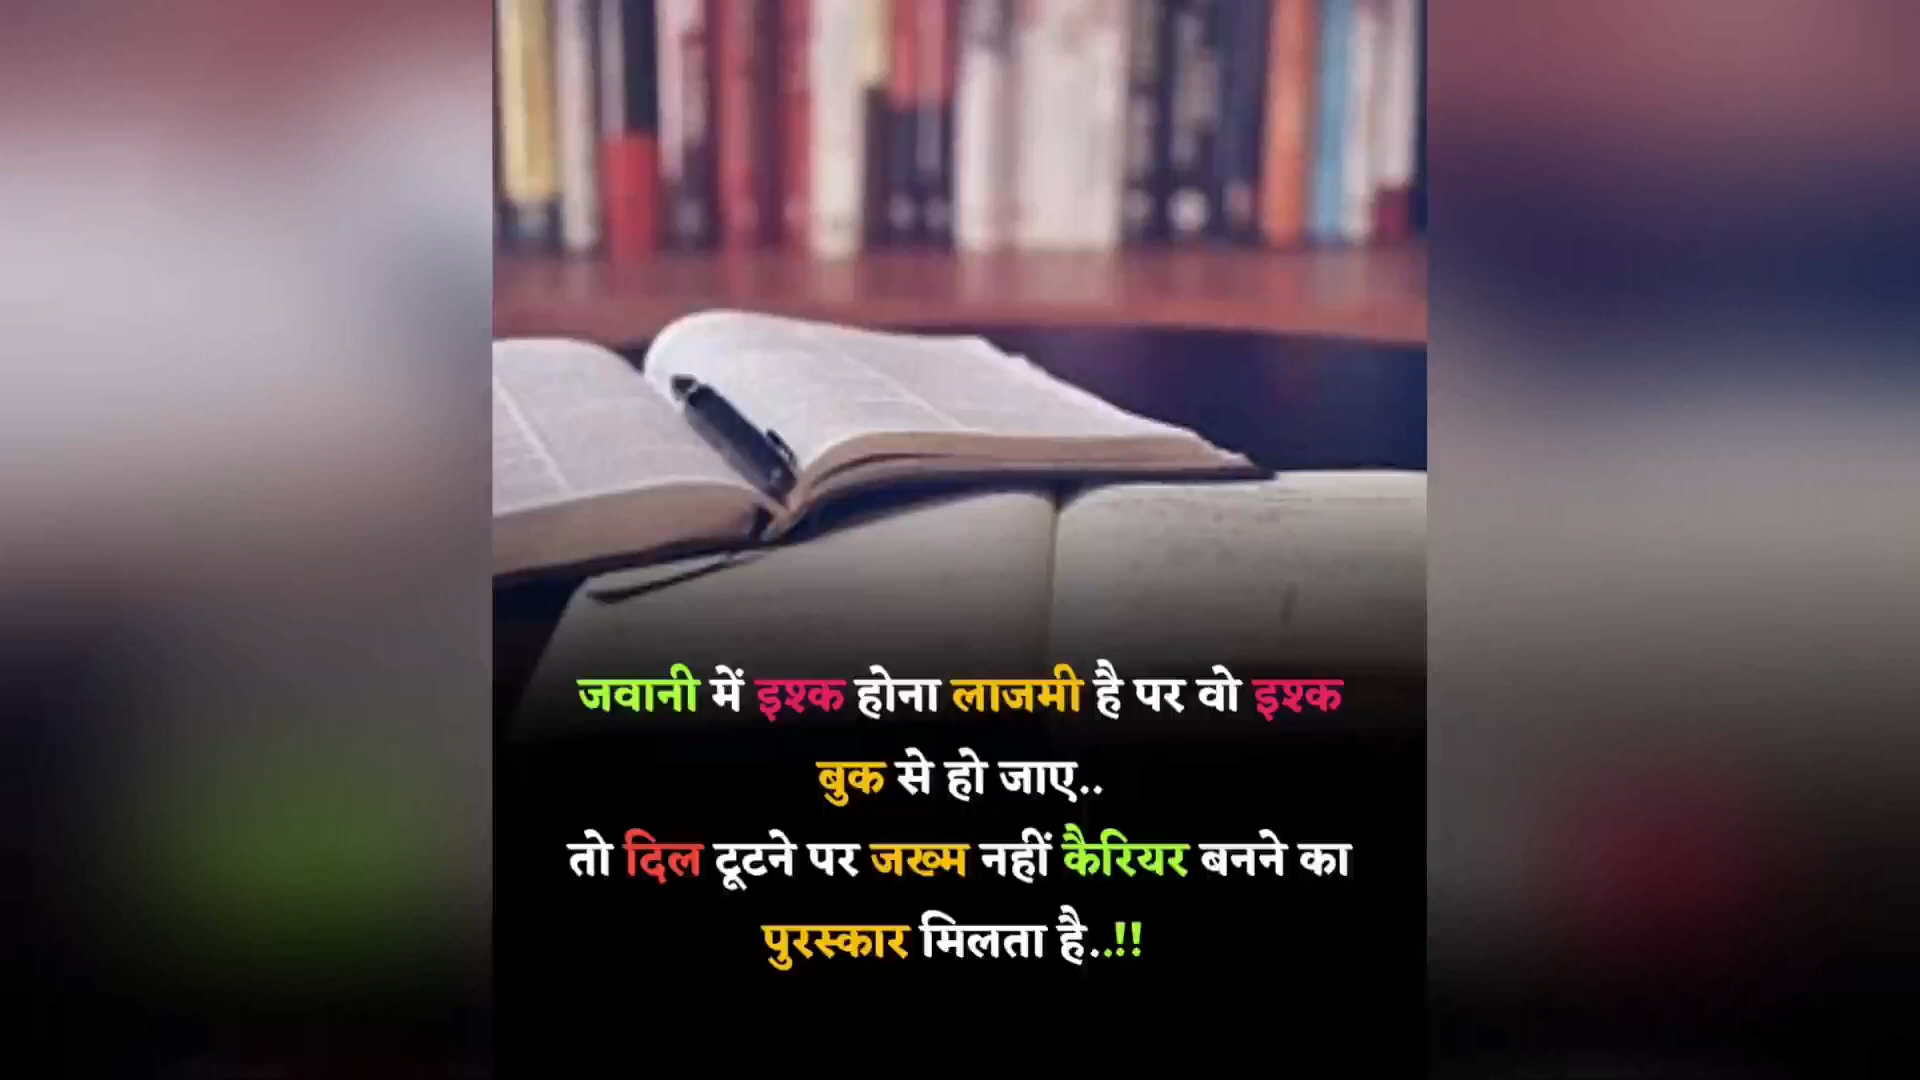 जवानी में इश्क होना लाजमी है पर वो इश्क
बुक से हो जाए..
तो दिल टूटने पर जख्म नहीं कैरियर बनने का
पुरस्कार मिलता है..!!